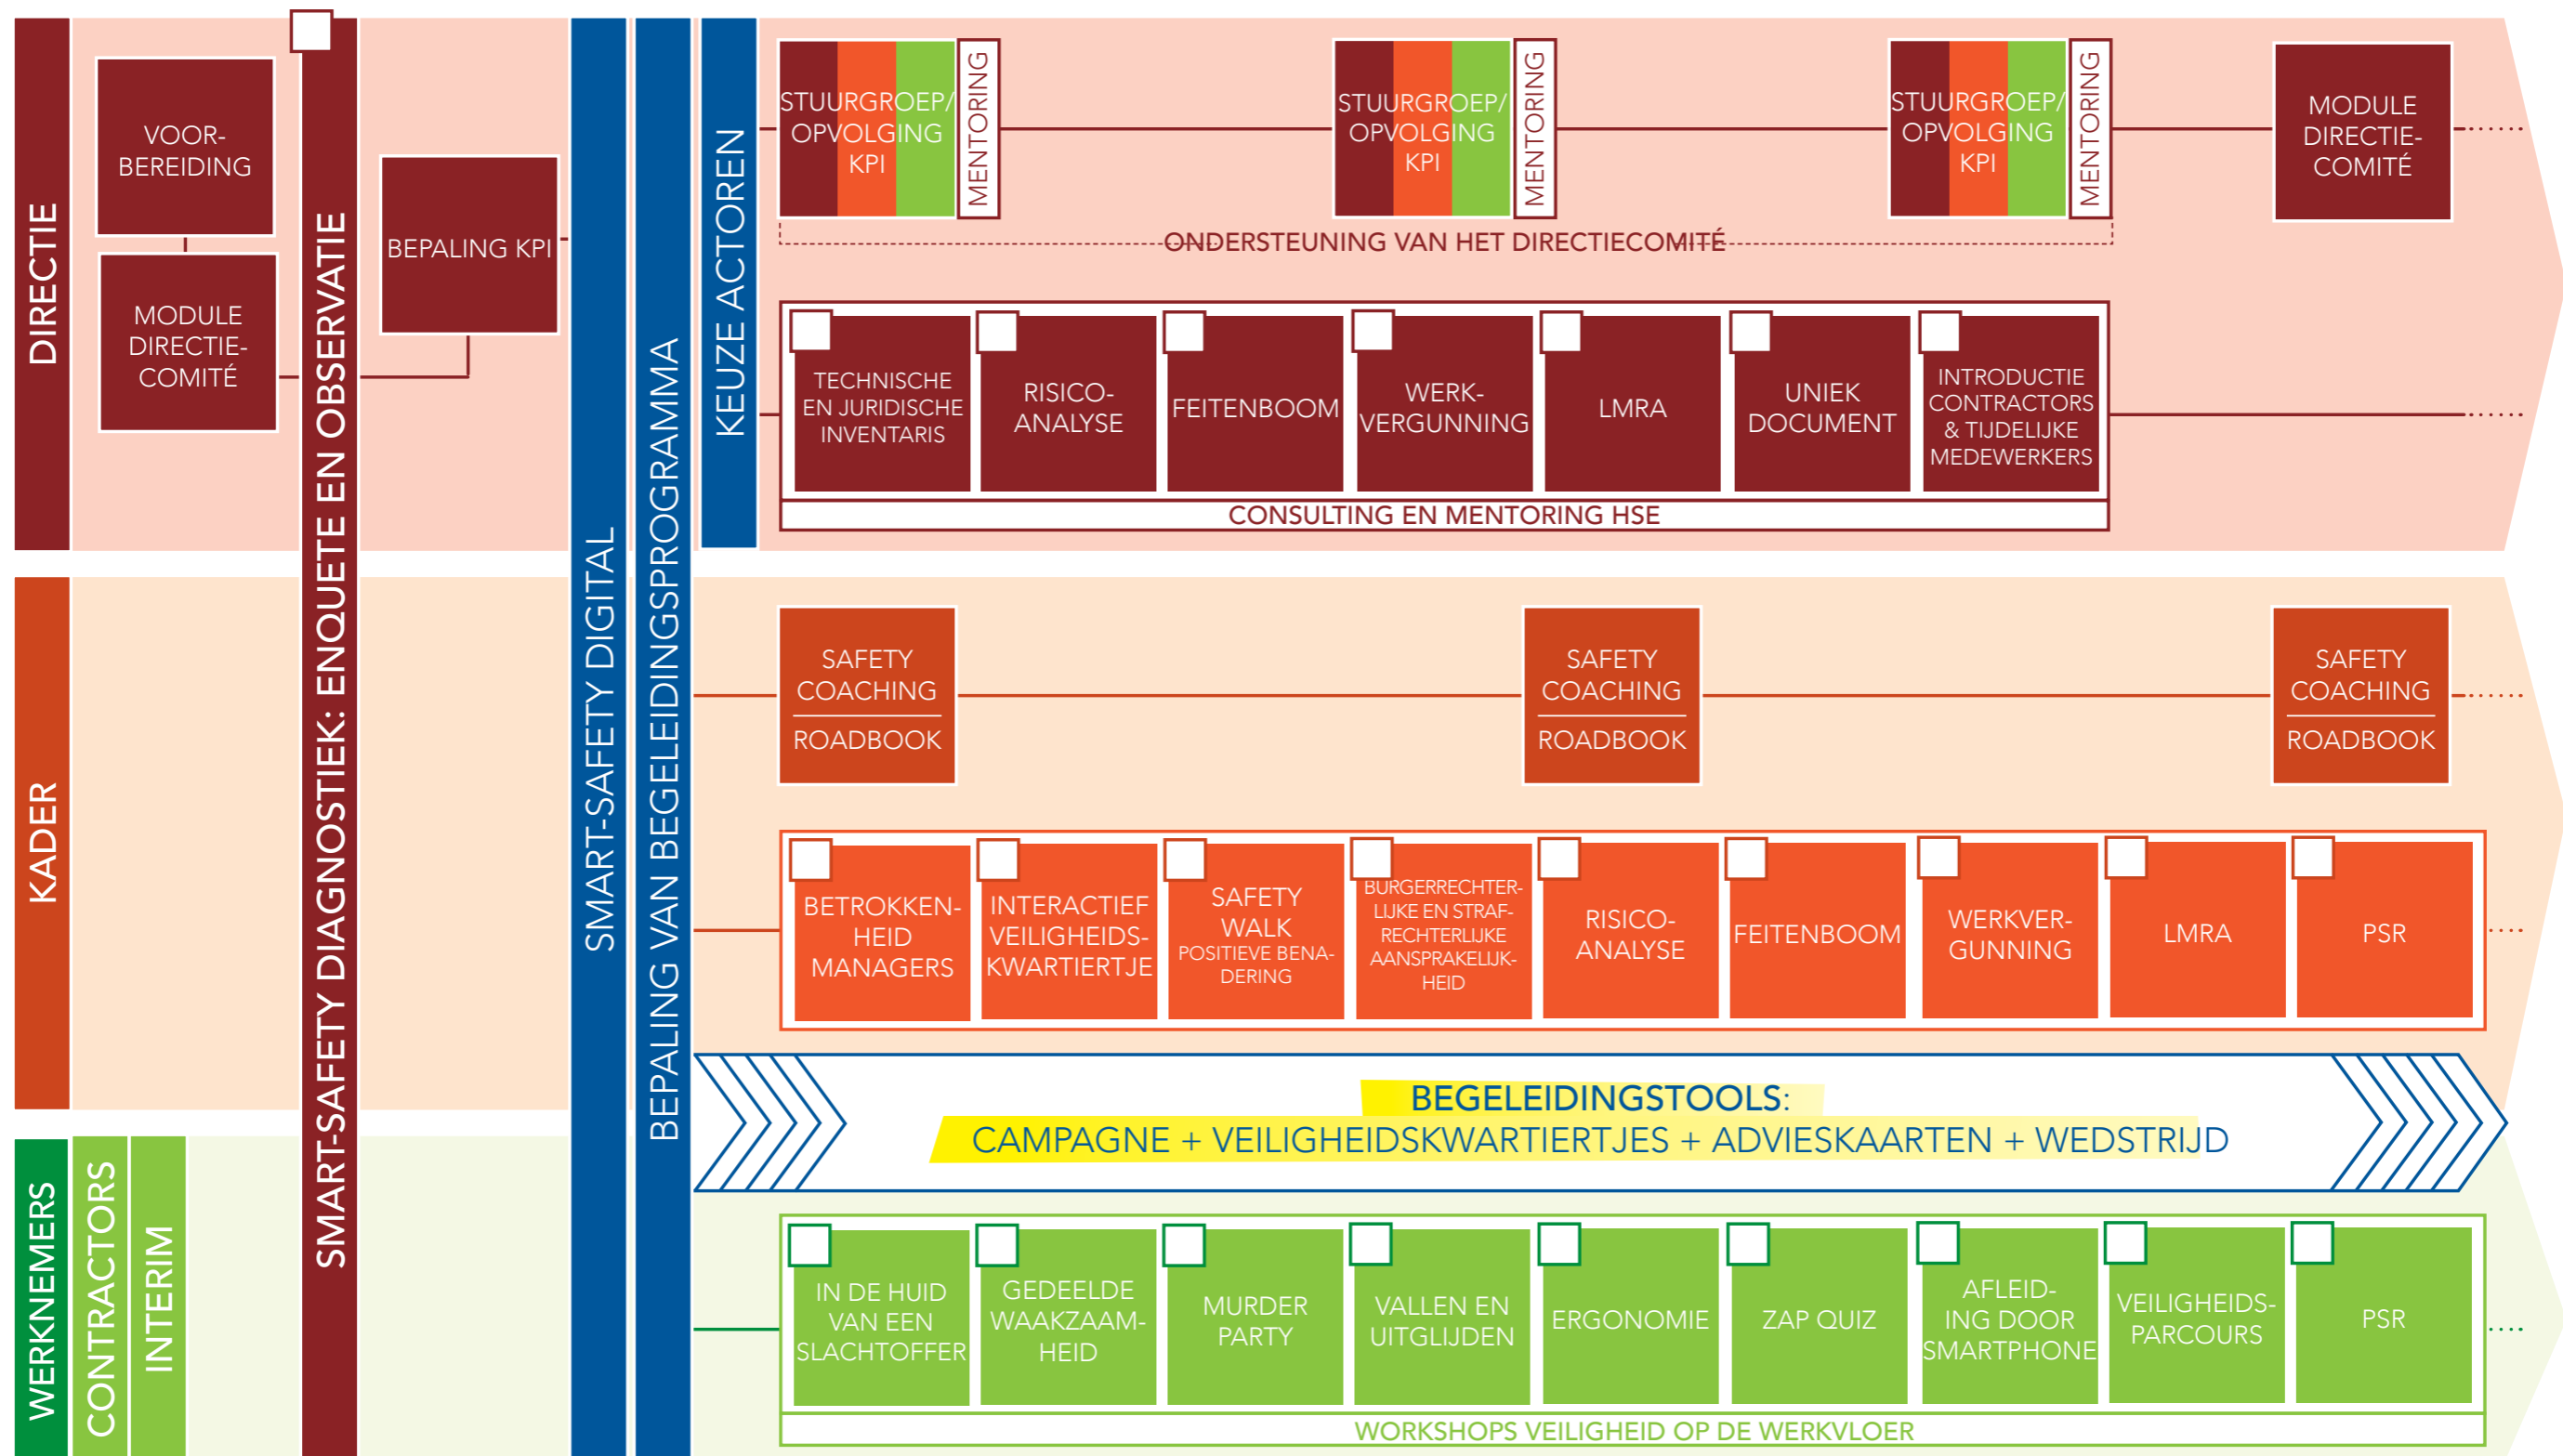 DIRECTIE
VOOR-
BEREIDING
MODULE
DIRECTIE-
COMITÉ
SMART-SAFETY DIAGNOSTIEK: ENQUETE EN OBSERVATIE
BEPALING KPI
SMART-SAFETY DIGITAL
BEPALING VAN BEGELEIDINGSPROGRAMMA
KEUZE ACTOREN
STUURGROEP/
OPVOLGING
KPI
MENTORING
STUURGROEP/
OPVOLGING
KPI
MENTORING
STUURGROEP/
OPVOLGING
KPI
MENTORING
MODULE
DIRECTIE-
COMITÉ
ONDERSTEUNING VAN HET DIRECTIECOMITÉ
TECHNISCHE
EN JURIDISCHE
INVENTARIS
RISICO-
ANALYSE
FEITENBOOM
WERK-
VERGUNNING
LMRA
UNIEK
DOCUMENT
INTRODUCTIE
CONTRACTORS
& TIJDELIJKE
MEDEWERKERS
CONSULTING EN MENTORING HSE
KADER
SAFETY
COACHING
ROADBOOK
SAFETY
COACHING
ROADBOOK
SAFETY
COACHING
ROADBOOK
BETROKKEN-
HEID
MANAGERS
INTERACTIEF
VEILIGHEIDS-
KWARTIERTJE
SAFETY
WALK
POSITIEVE BENA-
DERING
BURGERRECHTER-
LIJKE EN STRAF-
RECHTERLIJKE
AANSPRAKELIJK-
HEID
RISICO-
ANALYSE
FEITENBOOM
WERKVER-
GUNNING
LMRA
PSR
BEGELEIDINGSTOOLS:
CAMPAGNE + VEILIGHEIDSKWARTIERTJES + ADVIESKAARTEN + WEDSTRIJD
WERKNEMERS
CONTRACTORS
INTERIM
IN DE HUID
VAN EEN
SLACHTOFFER
GEDEELDE
WAAKZAAM-
HEID
MURDER
PARTY
VALLEN EN
UITGLIJDEN
ERGONOMIE
ZAP QUIZ
AFLEID-
ING DOOR
SMARTPHONE
VEILIGHEIDS-
PARCOURS
PSR
WORKSHOPS VEILIGHEID OP DE WERKVLOER